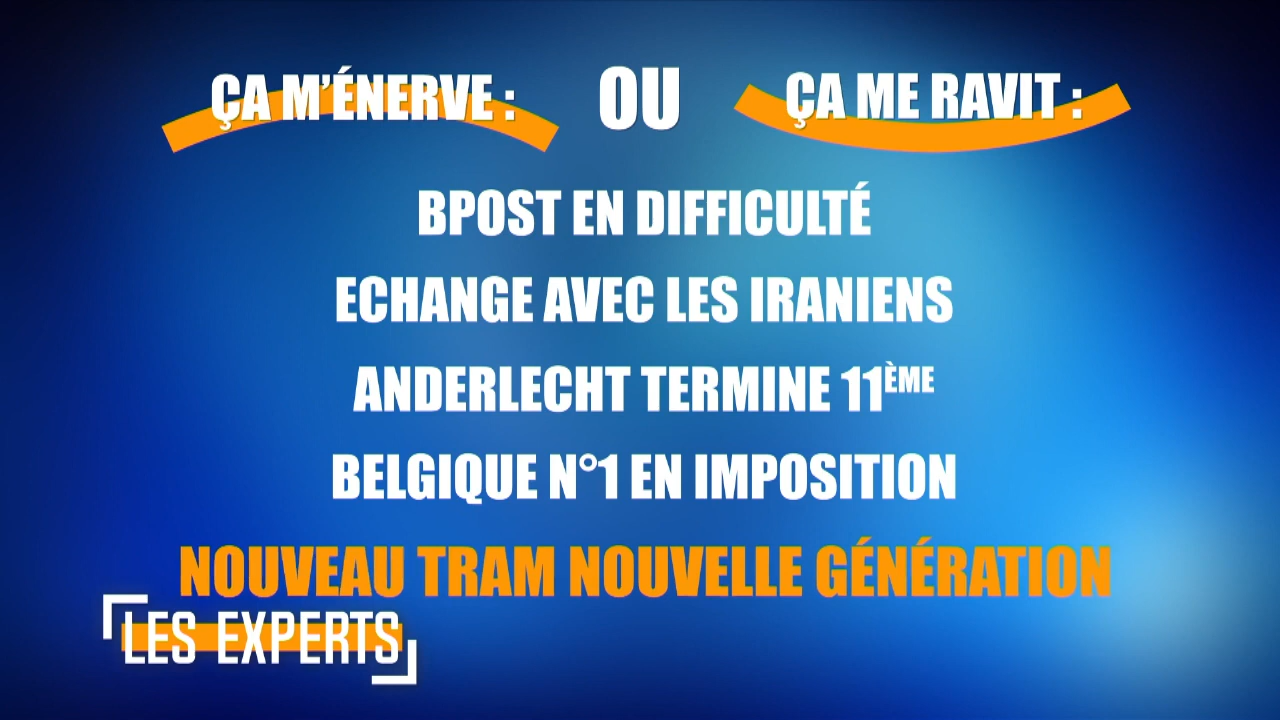 ÇA M'ÉNERVE : OU ÇA ME RAVIT :
BPOST EN DIFFICULTÉ
ECHANGE AVEC LES IRANIENS
ANDERLECHT TERMINE 11ÈME
BELGIQUE N°1 EN IMPOSITION
NOUVEAU TRAM NOUVELLE GÉNÉRATION
LES EXPERTS